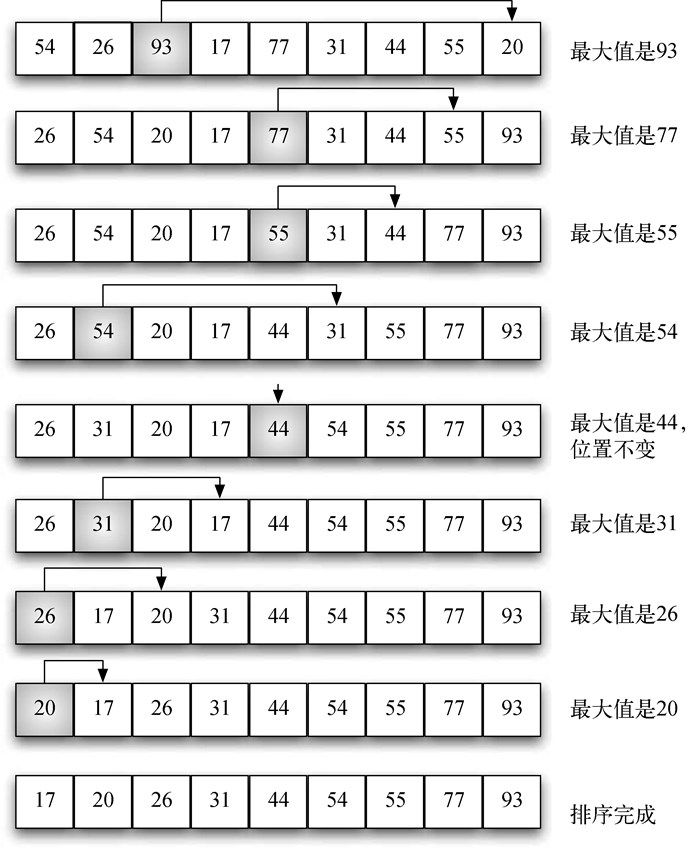 54 26 93 17 77 31 44 55 20 最大值是93
26 54 20 17 77 31 44 55 93 最大值是77
26 54 20 17 55 31 44 77 93 最大值是55
26 54 20 17 44 31 55 77 93 最大值是54
26 31 20 17 44 54 55 77 93 最大值是44，
位置不变
26 31 20 17 44 54 55 77 93 最大值是31
26 17 20 31 44 54 55 77 93 最大值是26
20 17 26 31 44 54 55 77 93 最大值是20
17 20 26 31 44 54 55 77 93 排序完成